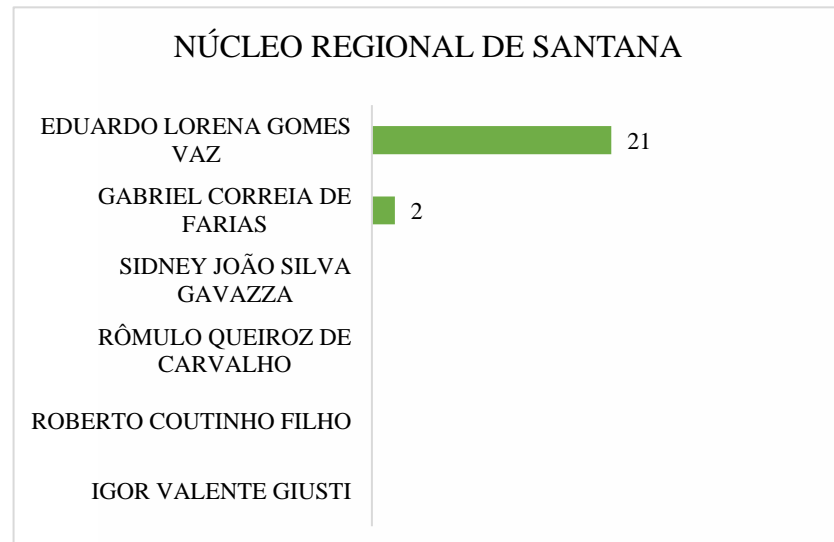 NÚCLEO REGIONAL DE SANTANA
EDUARDO LORENA GOMES
VAZ
21
GABRIEL CORREIA DE
FARIAS
2
SIDNEY JOÃO SILVA
GAVAZZA
RÔMULO QUEIROZ DE
CARVALHO
ROBERTO COUTINHO FILHO
IGOR VALENTE GIUSTI